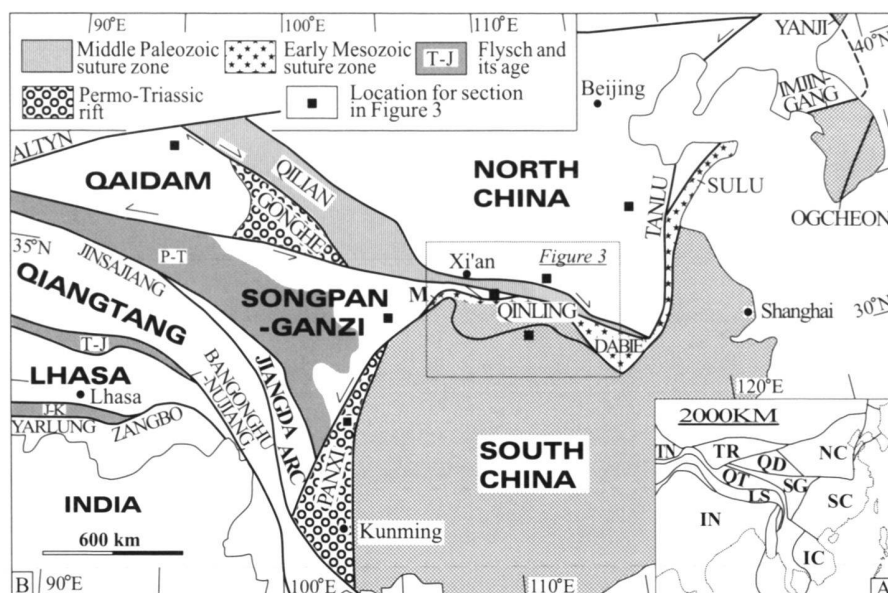 90°E
100°E
110°E
YANJI
40°N
Middle Paleozoic
suture zone
Early Mesozoic
suture zone
T-J
Flysch and
its age
Permo-Triassic
rift
Location for section
in Figure 3
Beijing
IMJIN-
GANG
ALTYN
QAIDAM
QILIAN
GONGHE
NORTH
CHINA
TANLU
SULU
OGCHEON
35°N
P-T
JINSAJIANG
QIANGTANG
SONGPAN
-GANZI
Xi'an
Figure 3
M
QINLING
DABIE
Shanghai
30°N
T-J
LHASA
Lhasa
J-K
YARLUNG
ZANGBO
BANGONGHU
-NUJIANG
JIANGDA
ARC
PANXI
SOUTH
CHINA
120°E
INDIA
600 km
Kunming
2000KM
TN
TR
QD
NC
QT
SG
LS
SC
IN
IC
B
90°E
100°E
110°E
A